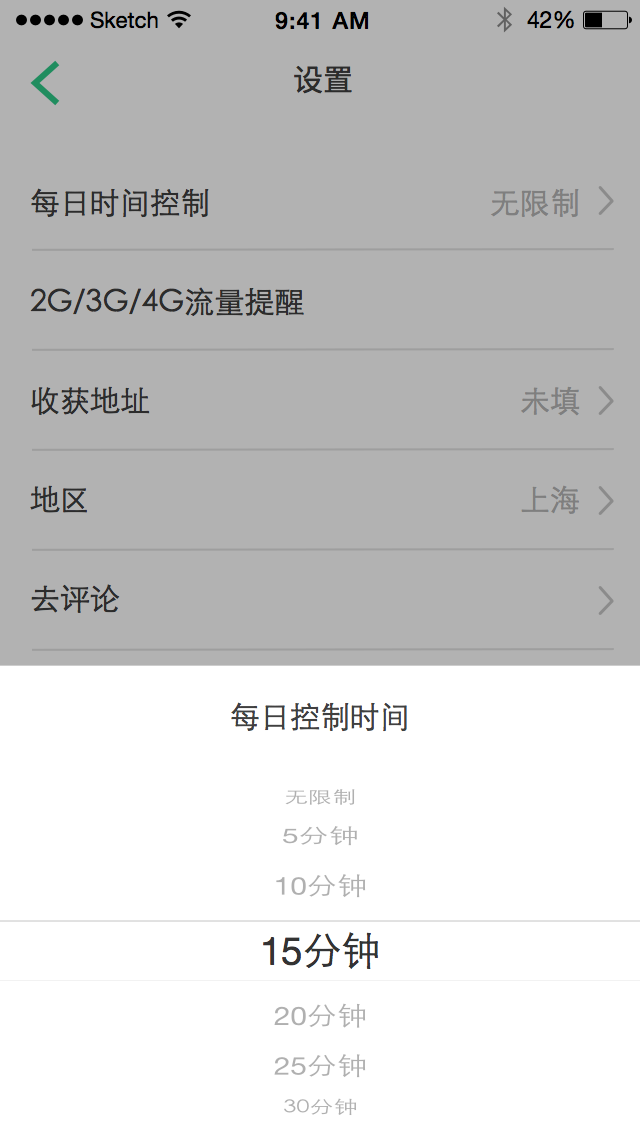 Sketch 9:41 AM 42%
设置
每日时间控制 无限制
2G/3G/4G流量提醒
收获地址 未填
地区 上海
去评论
每日控制时间
无限制
5分钟
10分钟
15分钟
20分钟
25分钟
30分钟